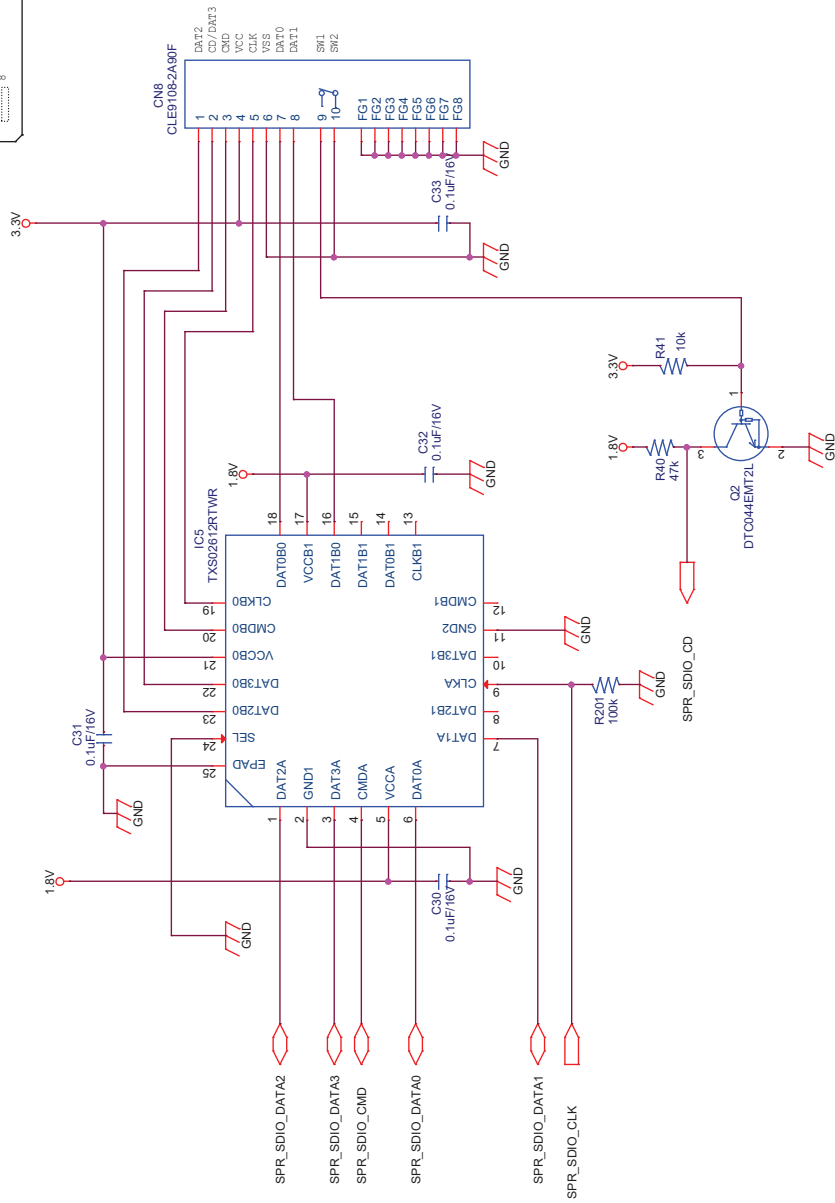 8
CN8
CLE9108-2A90F
DAT2
CD/DAT3
CMD
VCC
CLK
VSS
DAT0
DAT1
SW1
SW2
1
2
3
4
5
6
7
8
9
10
FG1
FG2
FG3
FG4
FG5
FG6
FG7
FG8
GND
3.3V
C33
0.1uF/16V
GND
1.8V
C32
0.1uF/16V
GND
3.3V
R41
10k
1.8V
R40
47k
1
3
2
Q2
DTC044EMT2L
GND
SPR_SDIO_CD
IC5
TXS02612RTWR
18
17
16
15
14
13
DAT0B0
VCCB1
DAT1B0
DAT1B1
DAT0B1
CLKB1
19
20
21
22
23
24
25
CLKB0
CMDB0
VCCB0
DAT3B0
DAT2B0
SEL
EPAD
12
11
10
9
8
7
CMDB1
GND2
DAT3B1
CLKA
DAT2B1
DAT1A
DAT2A
GND1
DAT3A
CMDA
VCCA
DAT0A
1
2
3
4
5
6
C31
0.1uF/16V
GND
GND
R201
100k
GND
1.8V
C30
0.1uF/16V
GND
GND
SPR_SDIO_DATA2
SPR_SDIO_DATA3
SPR_SDIO_CMD
SPR_SDIO_DATA0
SPR_SDIO_DATA1
SPR_SDIO_CLK